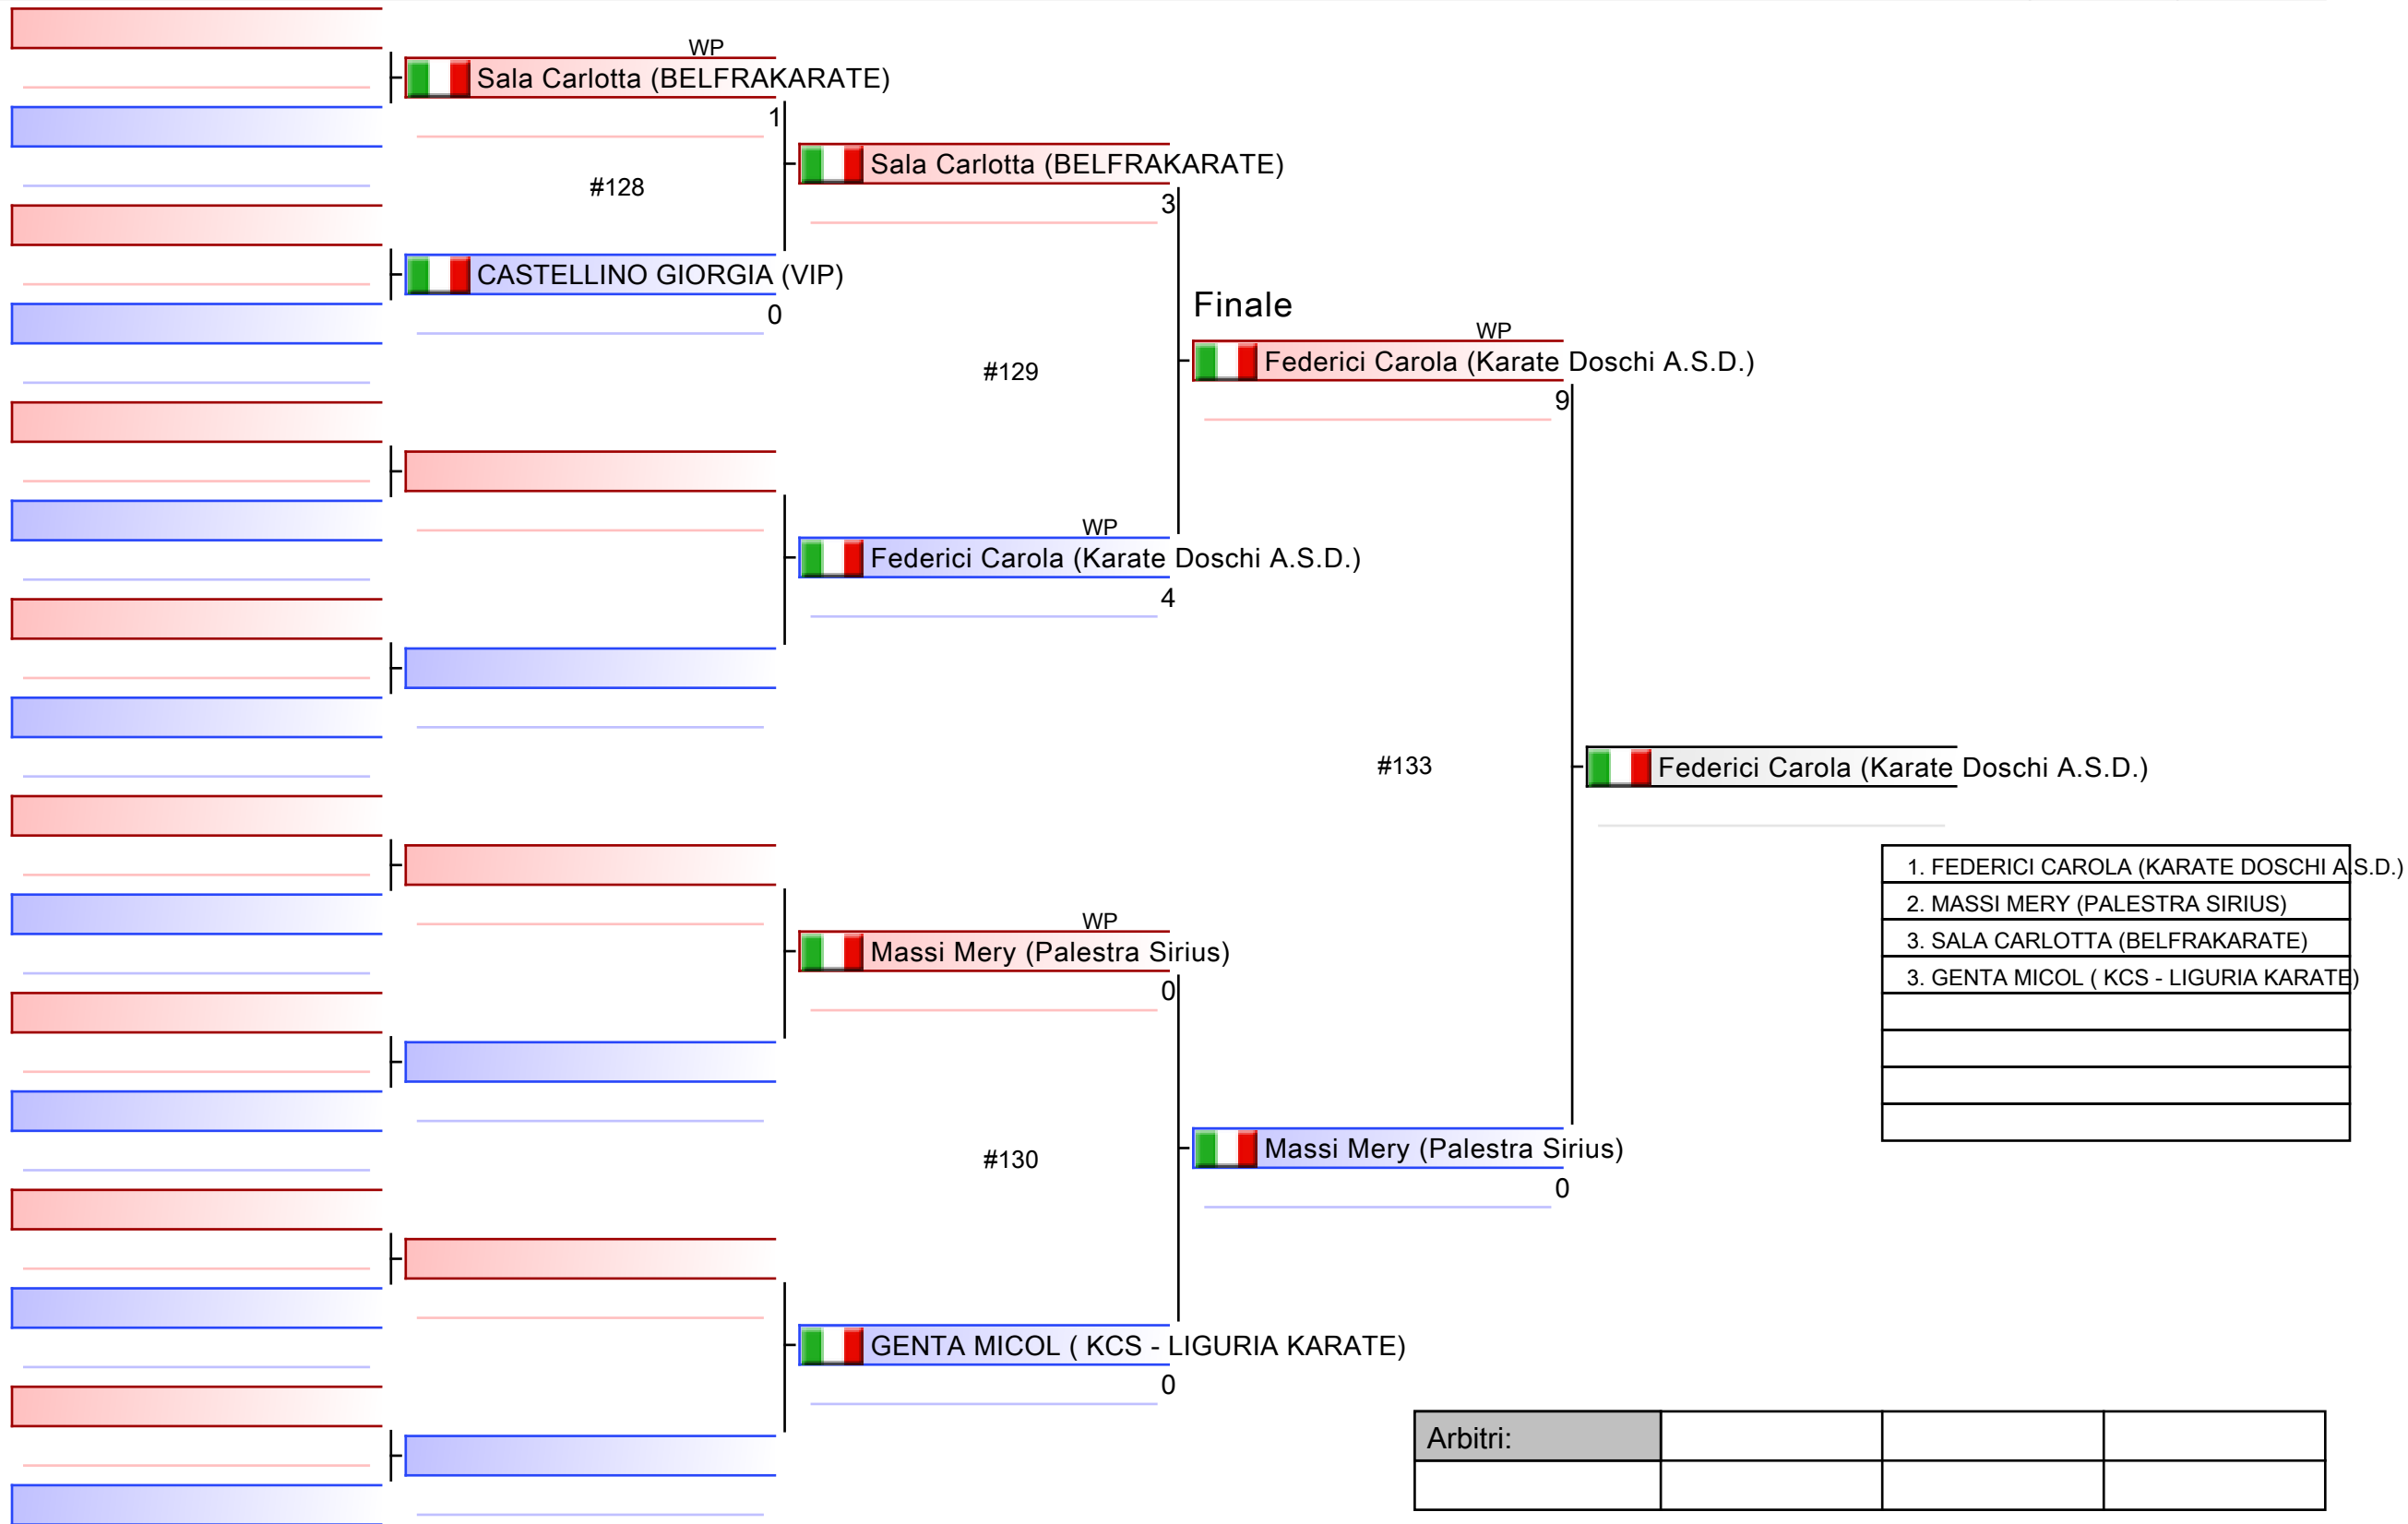 WP
Sala Carlotta (BELFRAKARATE)
1
#128
CASTELLINO GIORGIA (VIP)
0
Sala Carlotta (BELFRAKARATE)
3
#129
WP
Federici Carola (Karate Doschi A.S.D.)
4
WP
Massi Mery (Palestra Sirius)
0
#130
GENTA MICOL ( KCS - LIGURIA KARATE)
0
Finale
WP
Federici Carola (Karate Doschi A.S.D.)
9
#133
Massi Mery (Palestra Sirius)
0
Federici Carola (Karate Doschi A.S.D.)
1. FEDERICI CAROLA (KARATE DOSCHI A.S.D.)
2. MASSI MERY (PALESTRA SIRIUS)
3. SALA CARLOTTA (BELFRAKARATE)
3. GENTA MICOL ( KCS - LIGURIA KARATE)
Arbitri: